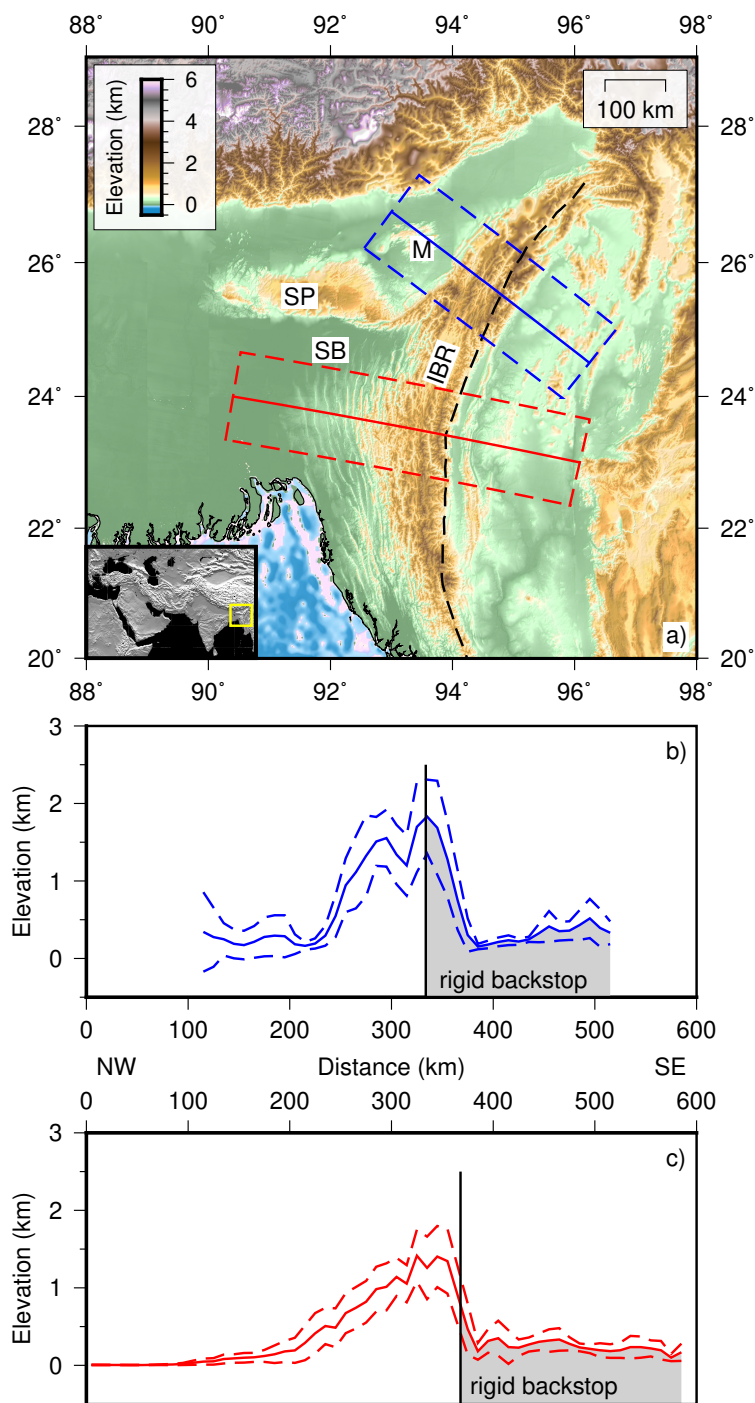 88˚ 90˚ 92˚ 94˚ 96˚ 98˚
Elevation (km)
6
4
2
0
100 km
28˚ 28˚
26˚ 26˚
24˚ 24˚
22˚ 22˚
20˚ 20˚
M
SP
SB
IBR
a)
88˚ 90˚ 92˚ 94˚ 96˚ 98˚
3
2
1
0
Elevation (km)
b)
rigid backstop
0 100 200 300 400 500 600
NW Distance (km) SE
0 100 200 300 400 500 600
3
2
1
0
Elevation (km)
c)
rigid backstop